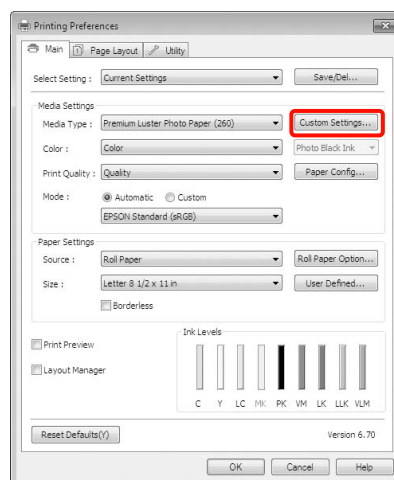 Printing Preferences
Main Page Layout Utility
Select Setting : Current Settings Save/Del...
Media Settings
Media Type : Premium Luster Photo Paper (260) Custom Settings...
Color : Color Photo Black Ink
Print Quality : Quality Paper Config...
Mode : Automatic Custom
EPSON Standard (sRGB)
Paper Settings
Source : Roll Paper Roll Paper Option...
Size : Letter 8 1/2 x 11 in User Defined...
Borderless
Ink Levels
Print Preview
Layout Manager
C Y LC MK PK VM LK LLK VLM
Reset Defaults(Y) Version 6.70
OK Cancel Help